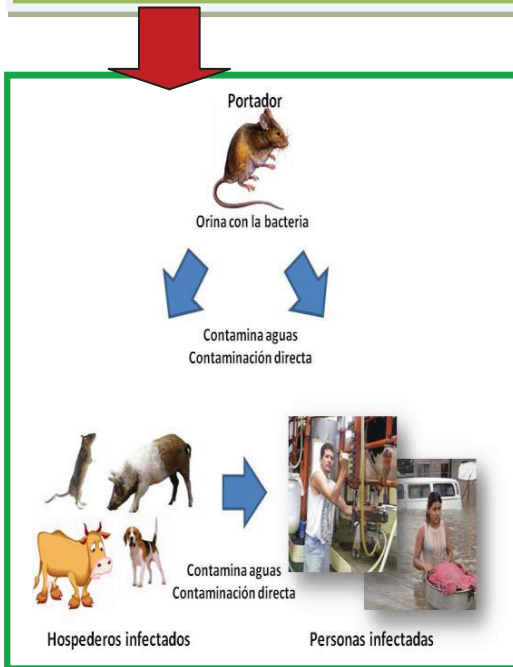 Portador
Orina con la bacteria
Contamina aguas
Contaminación directa
Contamina aguas
Contaminación directa
Hospederos infectados
Personas infectadas